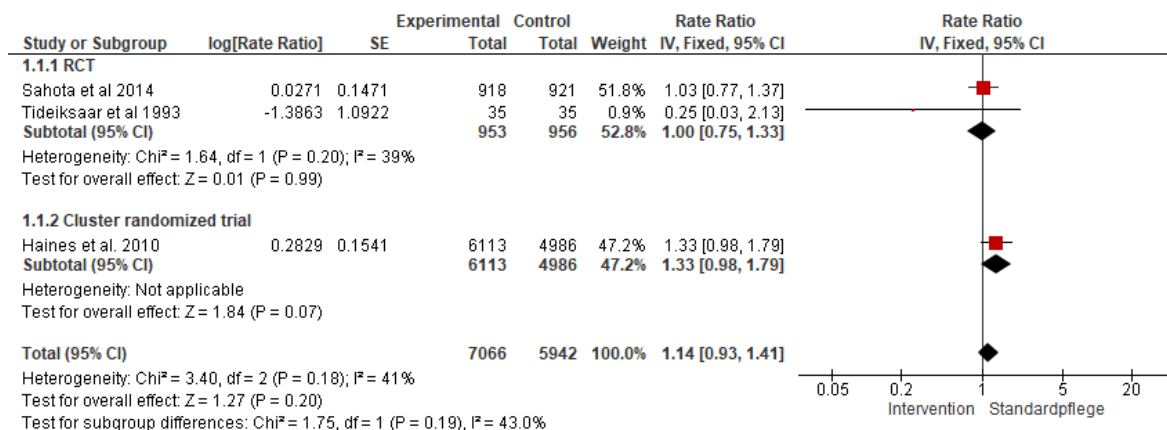 Experimental Control Rate Ratio Rate Ratio
Study or Subgroup log[Rate Ratio] SE Total Total Weight IV, Fixed, 95% CI IV, Fixed, 95% CI
1.1.1 RCT
Sahota et al 2014 0.0271 0.1471 918 921 51.8% 1.03 [0.77, 1.37]
Tideiksaar et al 1993 -1.3863 1.0922 35 35 0.9% 0.25 [0.03, 2.13]
Subtotal (95% CI) 953 956 52.8% 1.00 [0.75, 1.33]
Heterogeneity: Chi² = 1.64, df = 1 (P = 0.20); I² = 39%
Test for overall effect: Z = 0.01 (P = 0.99)
1.1.2 Cluster randomized trial
Haines et al. 2010 0.2829 0.1541 6113 4986 47.2% 1.33 [0.98, 1.79]
Subtotal (95% CI) 6113 4986 47.2% 1.33 [0.98, 1.79]
Heterogeneity: Not applicable
Test for overall effect: Z = 1.84 (P = 0.07)
Total (95% CI) 7066 5942 100.0% 1.14 [0.93, 1.41]
Heterogeneity: Chi² = 3.40, df = 2 (P = 0.18); I² = 41%
Test for overall effect: Z = 1.27 (P = 0.20)
Test for subgroup differences: Chi² = 1.75, df = 1 (P = 0.19), I² = 43.0%
0.05 0.2 1 5 20
Intervention Standardpflege